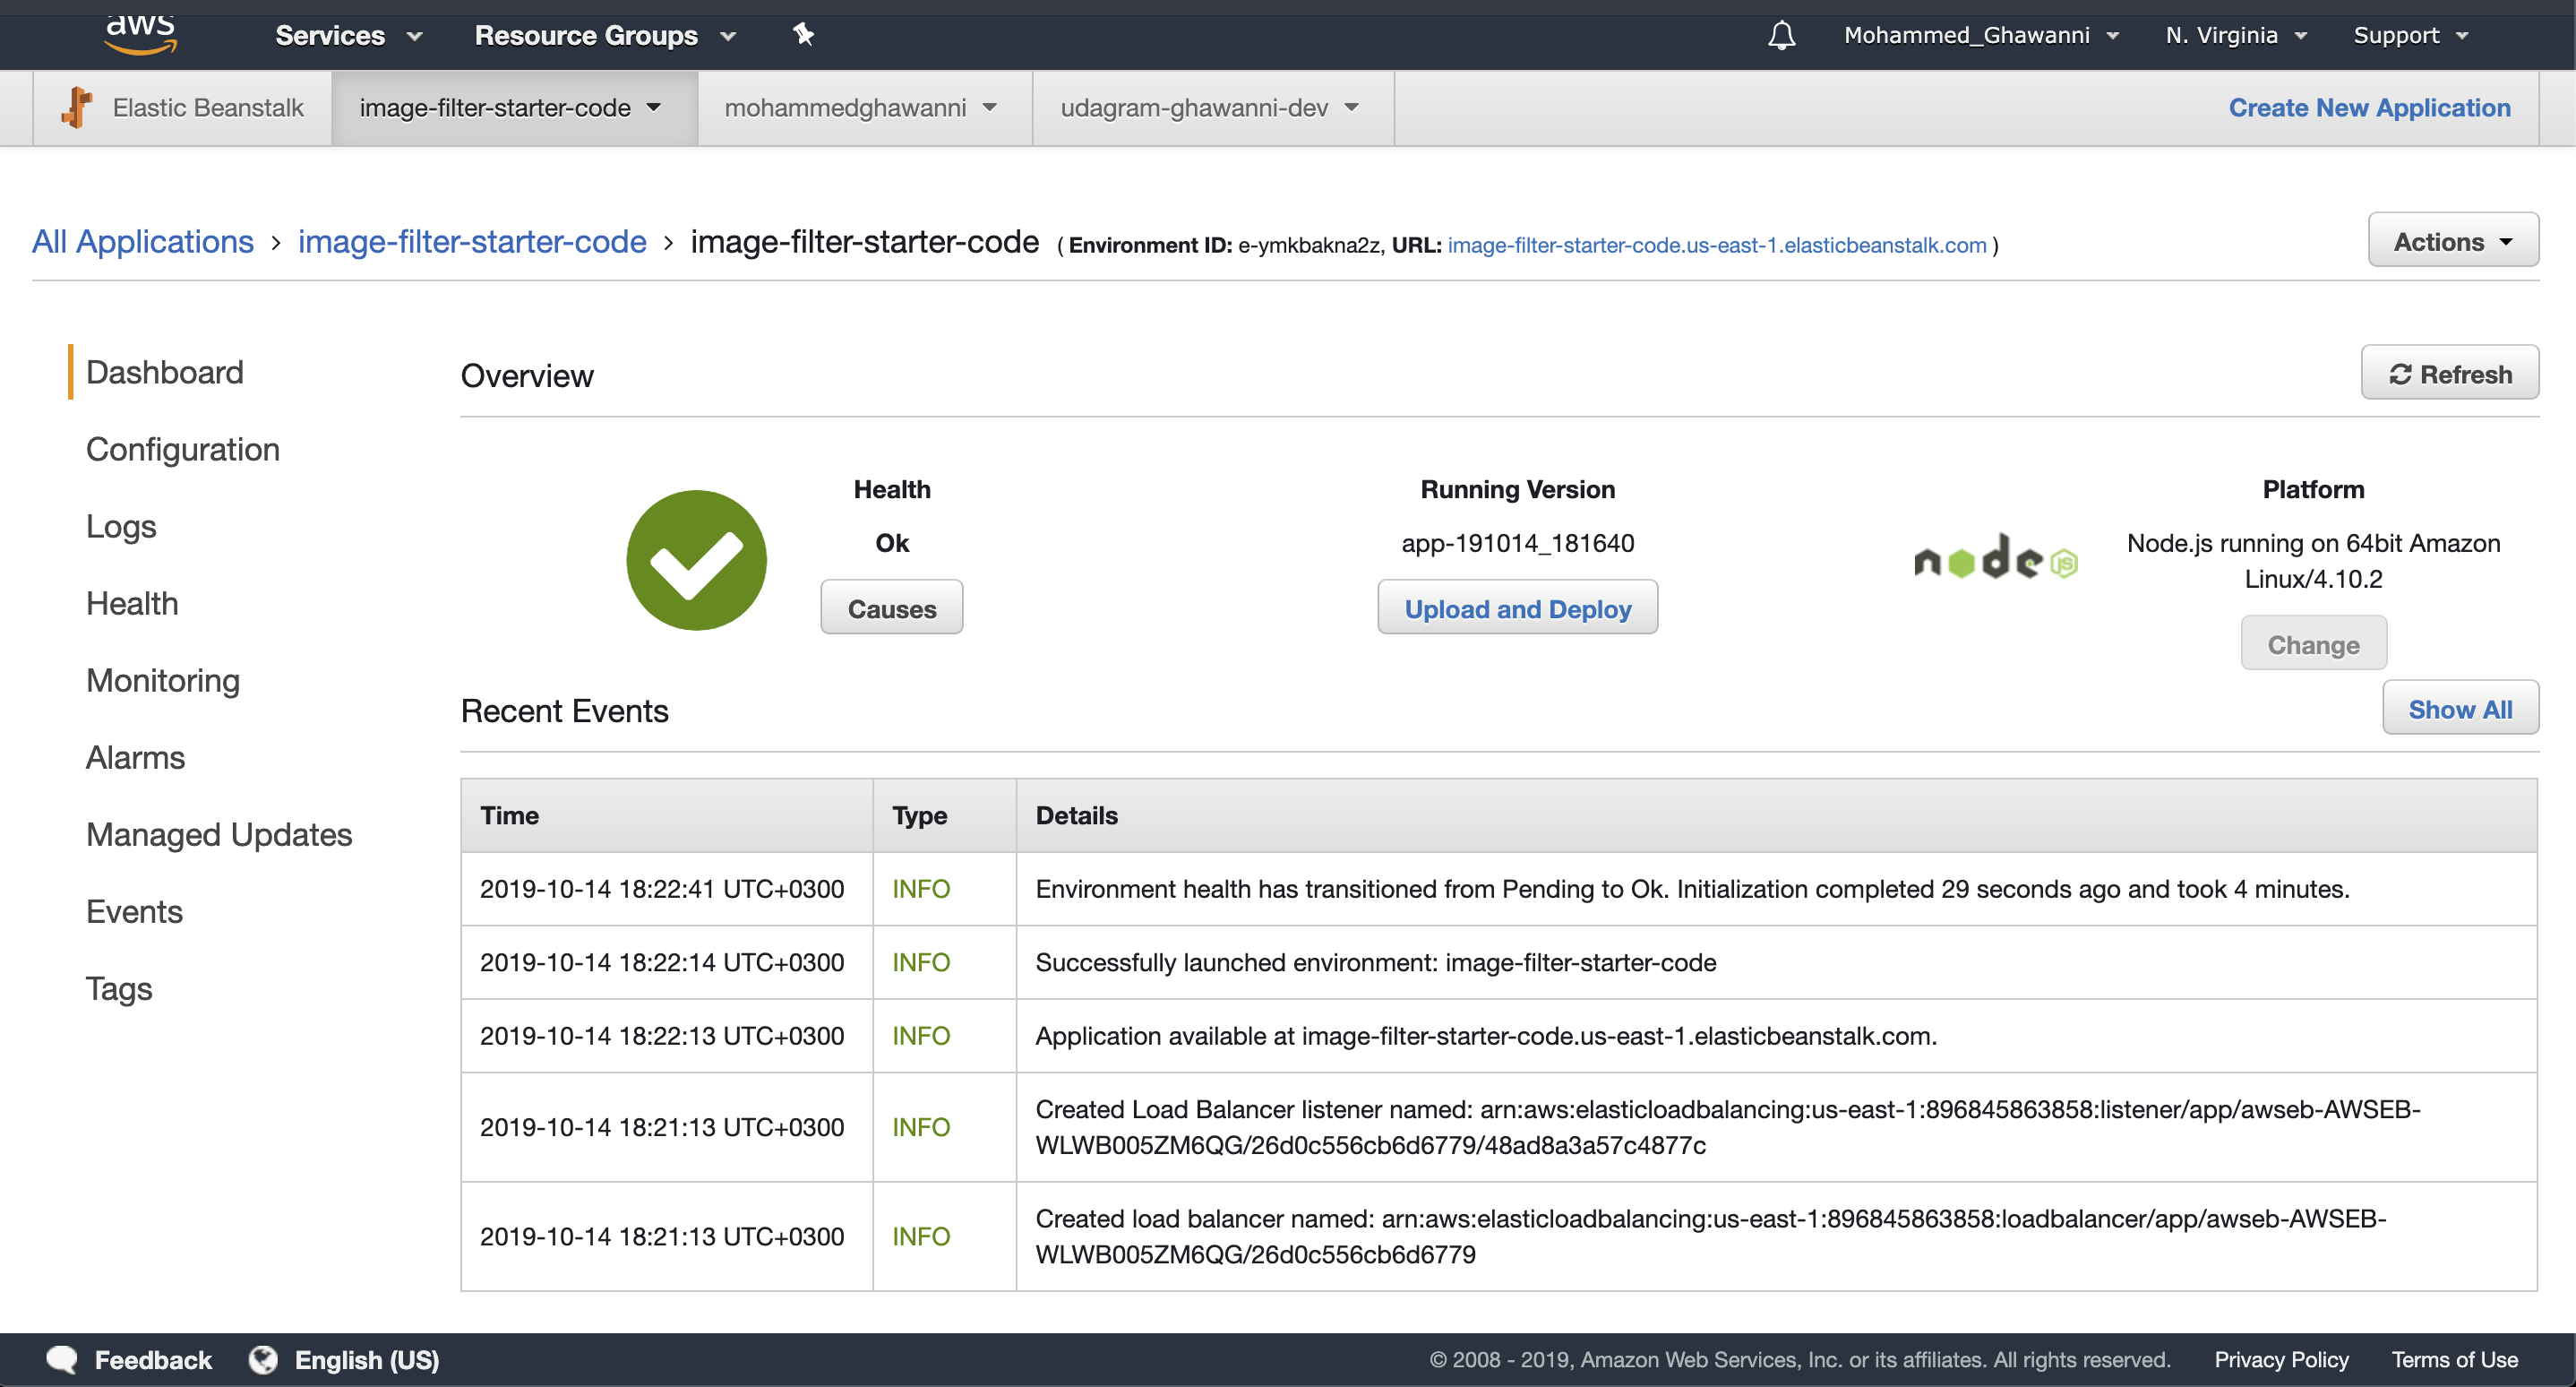 aws Services Resource Groups Mohammed_Ghawanni N. Virginia Support
Elastic Beanstalk image-filter-starter-code mohammedghawanni udagram-ghawanni-dev Create New Application
All Applications › image-filter-starter-code › image-filter-starter-code ( Environment ID: e-ymkbakna2z, URL: image-filter-starter-code.us-east-1.elasticbeanstalk.com ) Actions
Dashboard
Configuration
Logs
Health
Monitoring
Alarms
Managed Updates
Events
Tags
Overview Refresh
Health
Ok
Causes
Running Version
app-191014_181640
Upload and Deploy
node JS
Platform
Node.js running on 64bit Amazon
Linux/4.10.2
Change
Recent Events Show All
Time Type Details
2019-10-14 18:22:41 UTC+0300 INFO Environment health has transitioned from Pending to Ok. Initialization completed 29 seconds ago and took 4 minutes.
2019-10-14 18:22:14 UTC+0300 INFO Successfully launched environment: image-filter-starter-code
2019-10-14 18:22:13 UTC+0300 INFO Application available at image-filter-starter-code.us-east-1.elasticbeanstalk.com.
2019-10-14 18:21:13 UTC+0300 INFO Created Load Balancer listener named: arn:aws:elasticloadbalancing:us-east-1:896845863858:listener/app/awseb-AWSEB-
WLWB005ZM6QG/26d0c556cb6d6779/48ad8a3a57c4877c
2019-10-14 18:21:13 UTC+0300 INFO Created load balancer named: arn:aws:elasticloadbalancing:us-east-1:896845863858:loadbalancer/app/awseb-AWSEB-
WLWB005ZM6QG/26d0c556cb6d6779
Feedback English (US) © 2008 - 2019, Amazon Web Services, Inc. or its affiliates. All rights reserved. Privacy Policy Terms of Use